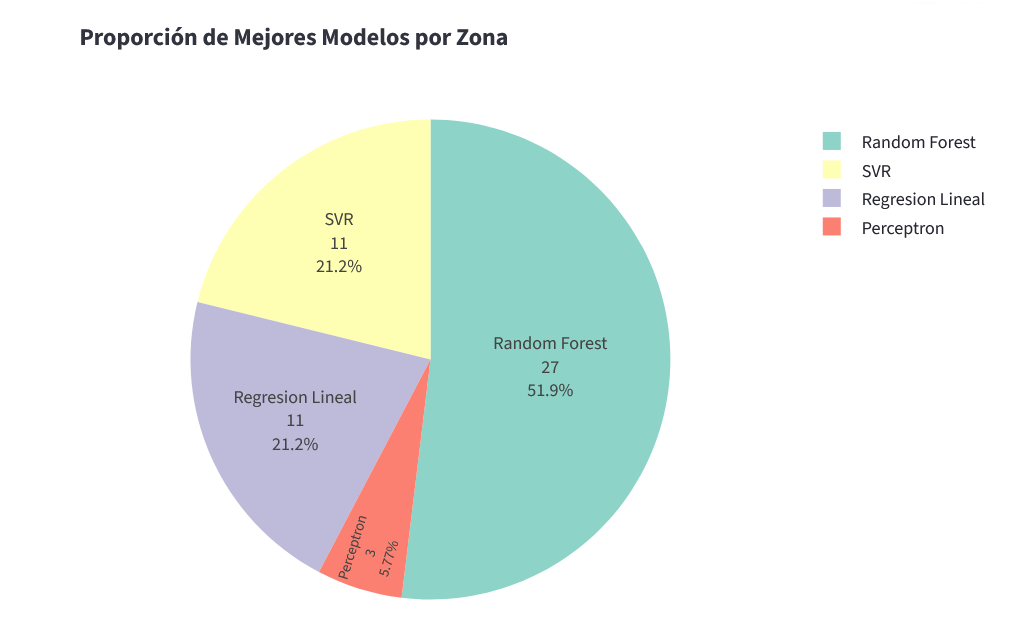 Proporción de Mejores Modelos por Zona
Random Forest
SVR
Regresion Lineal
Perceptron
SVR
11
21.2%
Random Forest
27
51.9%
Regresion Lineal
11
21.2%
Perceptron
3
5.77%